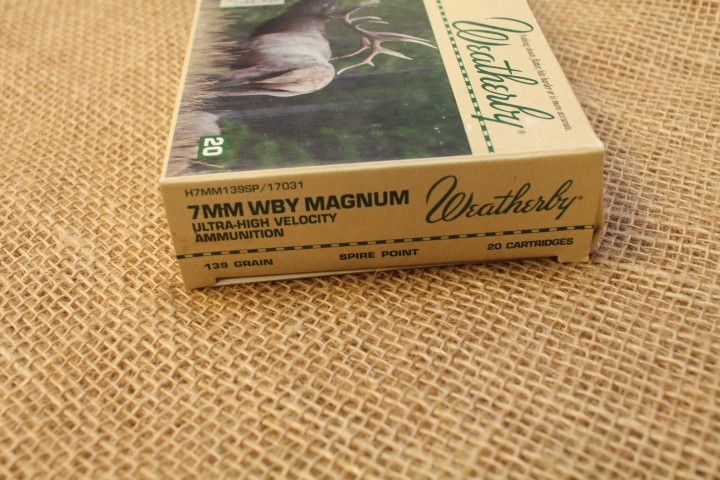 Weatherby®
20
H7MM139SP/17031
7MM WBY MAGNUM
ULTRA-HIGH VELOCITY
AMMUNITION
Weatherby®
139 GRAIN SPIRE POINT 20 CARTRIDGES